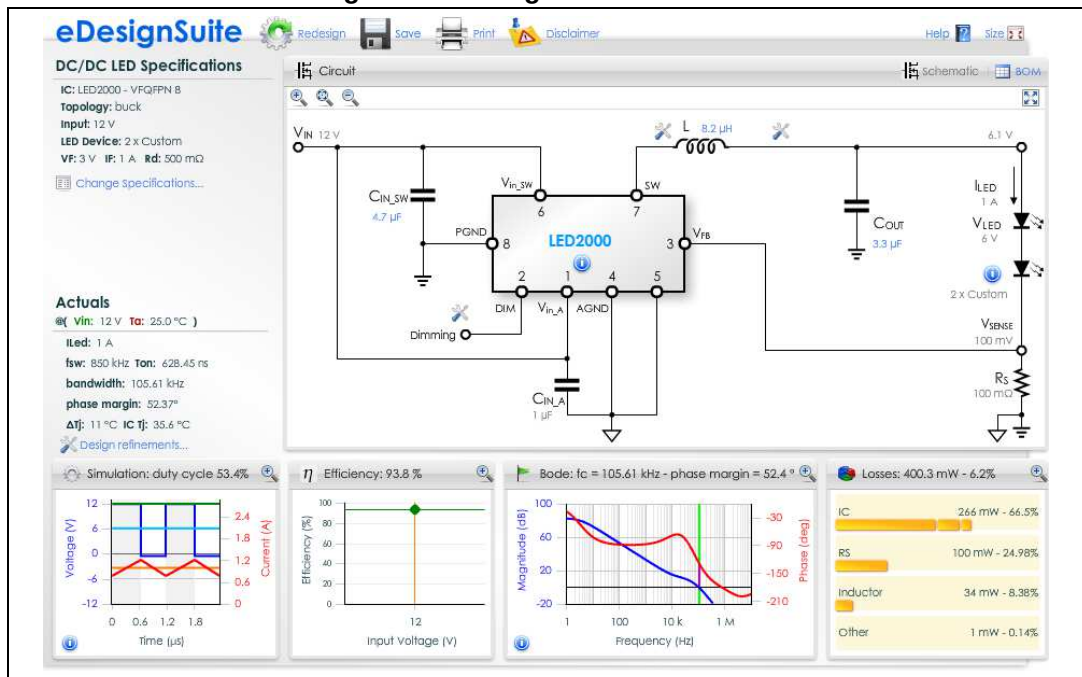 eDesignSuite
Redesign
Save
Print
Disclaimer
Help
Size
DC/DC LED Specifications
IC: LED2000 - VFQFPN 8
Topology: buck
Input: 12 V
LED Device: 2 x Custom
VF: 3 V IF: 1 A Rd: 500 mΩ
Change Specifications...
Actuals
@( Vin: 12 V Ta: 25.0 °C )
ILed: 1 A
fsw: 850 kHz Ton: 628.45 ns
bandwidth: 105.61 kHz
phase margin: 52.37°
ΔTj: 11 °C IC Tj: 35.6 °C
Design refinements...
Circuit
Schematic
BOM
VIN 12 V
L 8.2 µH
6.1 V
CIN_SW
4.7 µF
Vin_SW
SW
6
7
PGND
8
LED2000
3
VFB
2
1
4
5
DIM
Vin_A
AGND
Dimming
CIN_A
1 µF
COUT
3.3 µF
ILED
1 A
VLED
6 V
2 x Custom
VSENSE
100 mV
RS
100 mΩ
Simulation: duty cycle 53.4%
Voltage (V)
12
6
0
-6
-12
2.4
1.8
1.2
0.6
0
Current (A)
0 0.6 1.2 1.8
Time (µs)
η Efficiency: 93.8 %
Efficiency (%)
100
80
60
40
20
0
12
Input Voltage (V)
Bode: fc = 105.61 kHz - phase margin = 52.4 °
Magnitude (dB)
100
60
20
-20
-30
-90
-150
-210
Phase (deg)
1 100 10 k 1 M
Frequency (Hz)
Losses: 400.3 mW - 6.2%
IC 266 mW - 66.5%
RS 100 mW - 24.98%
Inductor 34 mW - 8.38%
Other 1 mW - 0.14%